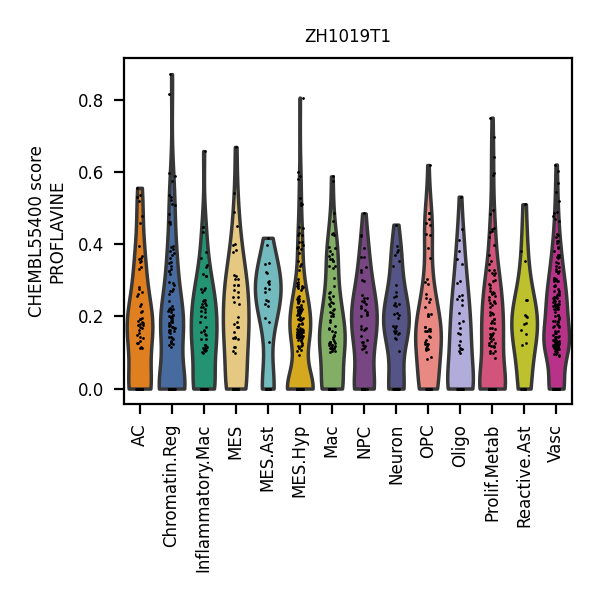 ZH1019T1
CHEMBL55400 score
PROFLAVINE
0.8
0.6
0.4
0.2
0.0
AC
Chromatin.Reg
Inflammatory.Mac
MES
MES.Ast
MES.Hyp
Mac
NPC
Neuron
OPC
Oligo
Prolif.Metab
Reactive.Ast
Vasc